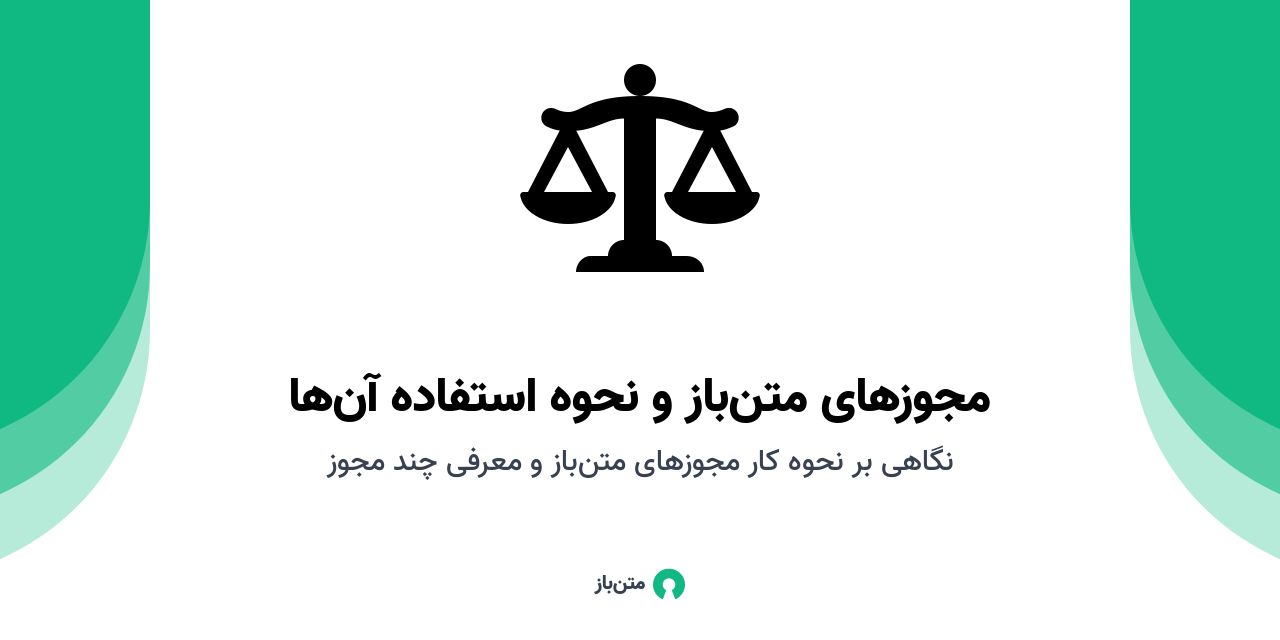 مجوزهای متن‌باز و نحوه استفاده آن‌ها
نگاهی بر نحوه کار مجوزهای متن‌باز و معرفی چند مجوز
متن‌باز